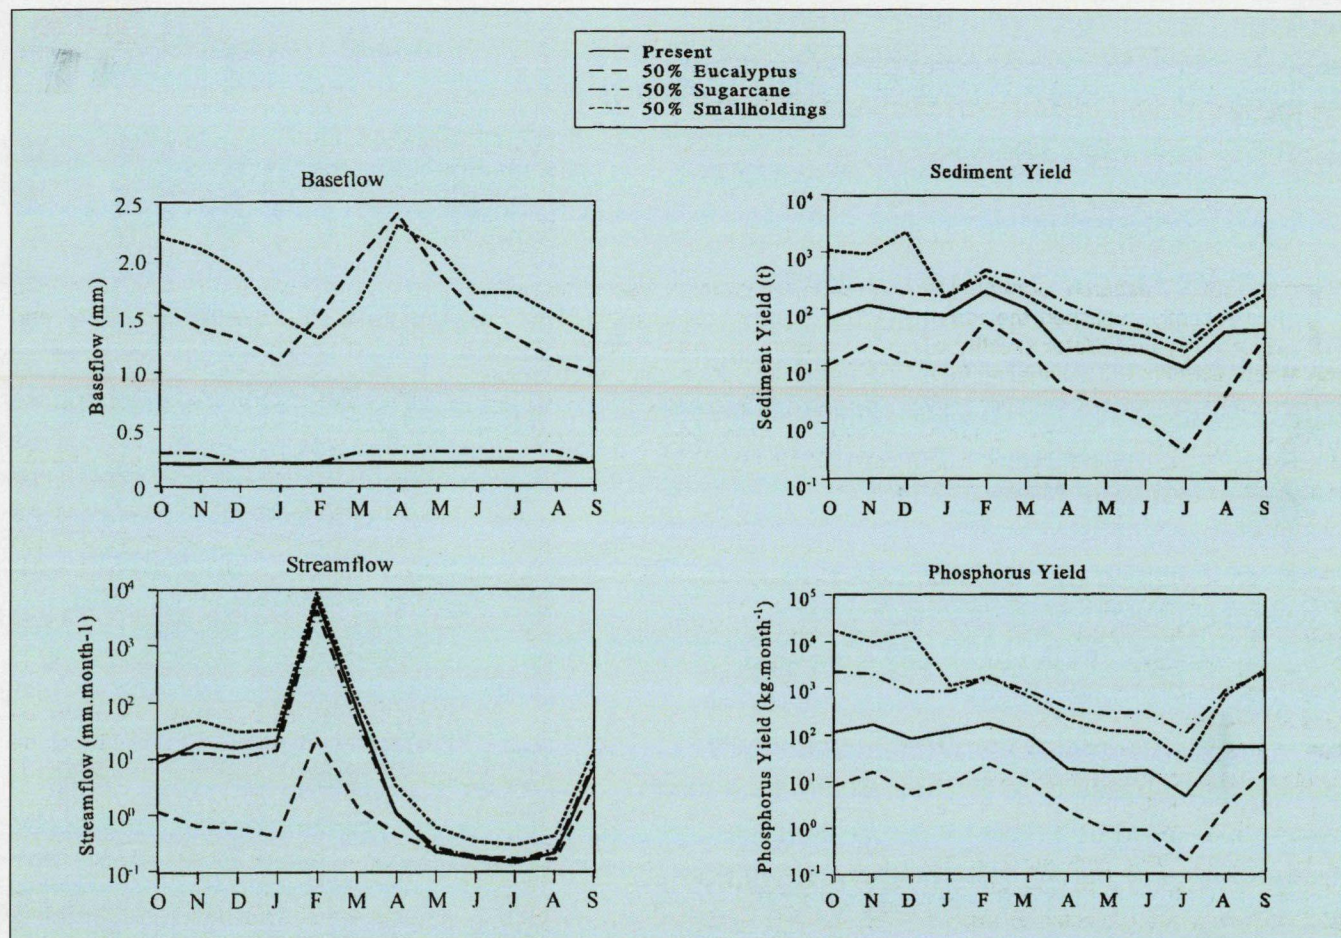 Present
50% Eucalyptus
50% Sugarcane
50% Smallholdings
Baseflow
Baseflow (mm)
2.5
2.0
1.5
1.0
0.5
0
O N D J F M A M J J A S
Sediment Yield
Sediment Yield (t)
10⁴
10³
10²
10¹
10⁰
10⁻¹
O N D J F M A M J J A S
Streamflow
Streamflow (mm.month-1)
10⁴
10³
10²
10¹
10⁰
10⁻¹
O N D J F M A M J J A S
Phosphorus Yield
Phosphorus Yield (kg.month⁻¹)
10⁵
10⁴
10³
10²
10¹
10⁰
10⁻¹
O N D J F M A M J J A S